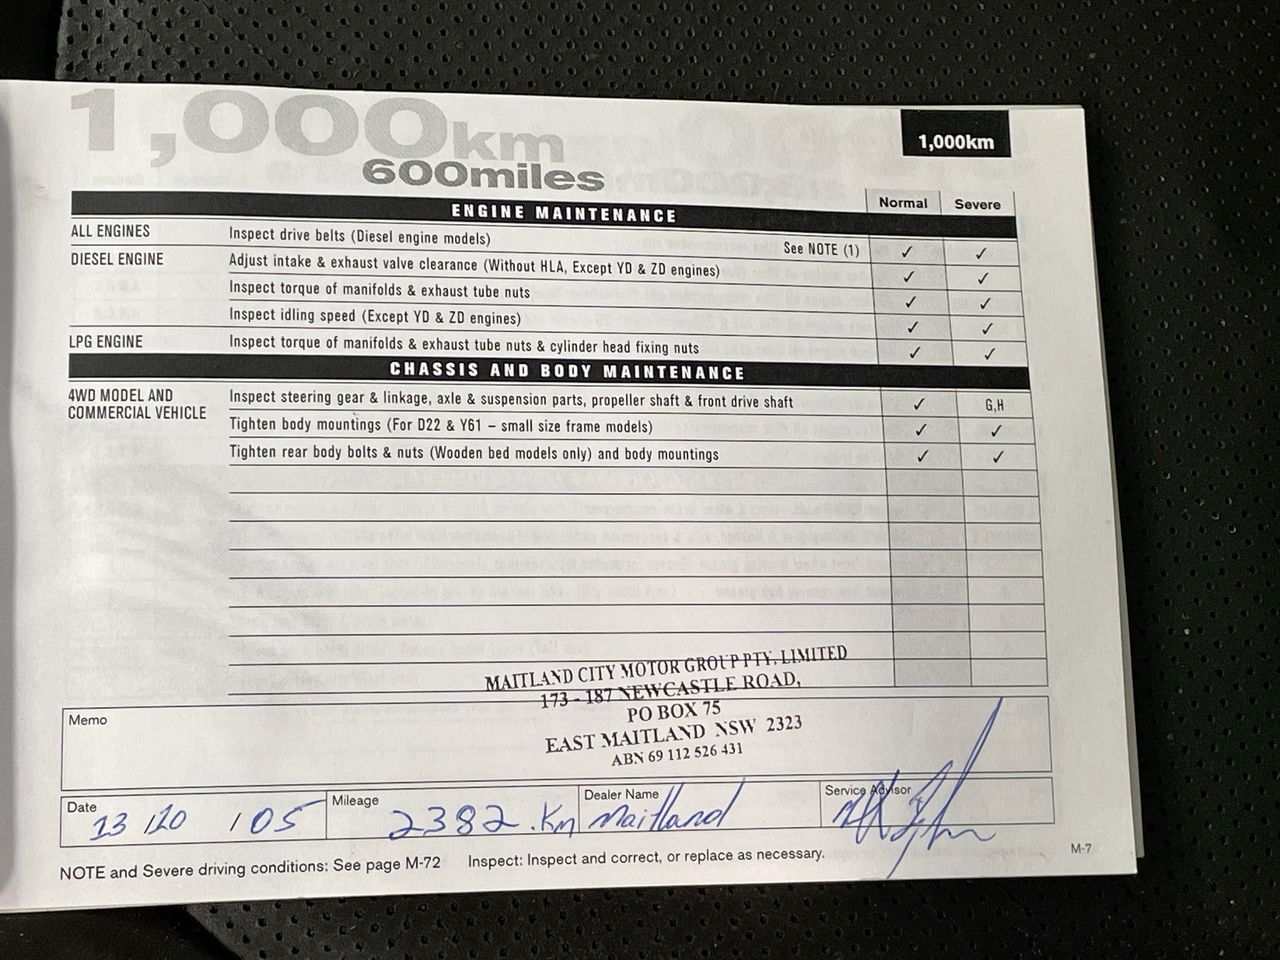 1,000km
600miles
1,000km
Normal Severe
ENGINE MAINTENANCE
ALL ENGINES Inspect drive belts (Diesel engine models) See NOTE (1) ✓ ✓
DIESEL ENGINE Adjust intake & exhaust valve clearance (Without HLA, Except YD & ZD engines) ✓ ✓
Inspect torque of manifolds & exhaust tube nuts ✓ ✓
Inspect idling speed (Except YD & ZD engines) ✓ ✓
LPG ENGINE Inspect torque of manifolds & exhaust tube nuts & cylinder head fixing nuts ✓ ✓
CHASSIS AND BODY MAINTENANCE
4WD MODEL AND
COMMERCIAL VEHICLE
Inspect steering gear & linkage, axle & suspension parts, propeller shaft & front drive shaft ✓ G,H
Tighten body mountings (For D22 & Y61 – small size frame models) ✓ ✓
Tighten rear body bolts & nuts (Wooden bed models only) and body mountings ✓ ✓
MAITLAND CITY MOTOR GROUP PTY. LIMITED
173 - 187 NEWCASTLE ROAD,
PO BOX 75
EAST MAITLAND NSW 2323
ABN 69 112 526 431
Memo
Date Mileage Dealer Name Service Advisor
/ / 05 2382.Km Maitland
NOTE and Severe driving conditions: See page M-72 Inspect: Inspect and correct, or replace as necessary.
M-7